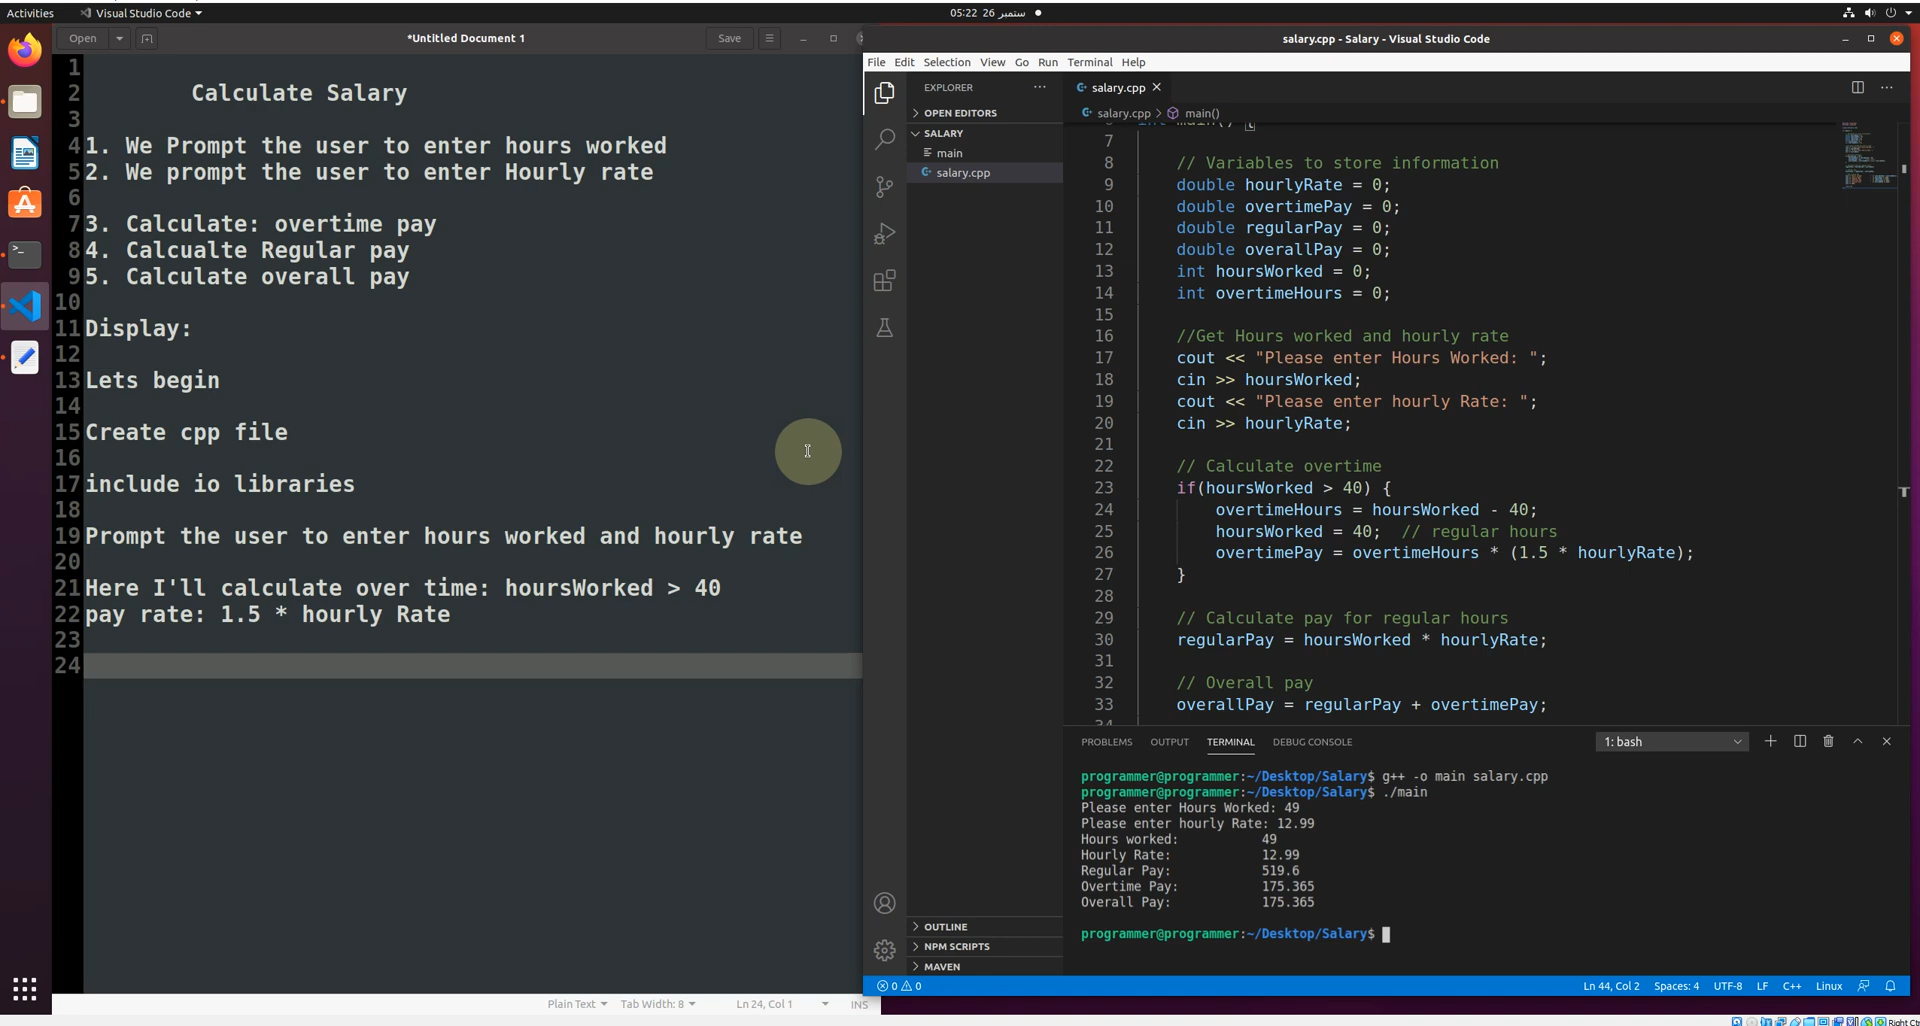 Activities
Visual Studio Code
05:22 26 ستمبر
Open
*Untitled Document 1
Save
1
2 Calculate Salary
3
4 1. We Prompt the user to enter hours worked
5 2. We prompt the user to enter Hourly rate
6
7 3. Calculate: overtime pay
8 4. Calcualte Regular pay
9 5. Calculate overall pay
10
11 Display:
12
13 Lets begin
14
15 Create cpp file
16
17 include io libraries
18
19 Prompt the user to enter hours worked and hourly rate
20
21 Here I'll calculate over time: hoursWorked > 40
22 pay rate: 1.5 * hourly Rate
23
24
Plain Text
Tab Width: 8
Ln 24, Col 1
INS
salary.cpp - Salary - Visual Studio Code
File Edit Selection View Go Run Terminal Help
EXPLORER
OPEN EDITORS
SALARY
main
salary.cpp
OUTLINE
NPM SCRIPTS
MAVEN
salary.cpp
salary.cpp > main()
int main() {
7
8 // Variables to store information
9 double hourlyRate = 0;
10 double overtimePay = 0;
11 double regularPay = 0;
12 double overallPay = 0;
13 int hoursWorked = 0;
14 int overtimeHours = 0;
15
16 //Get Hours worked and hourly rate
17 cout << "Please enter Hours Worked: ";
18 cin >> hoursWorked;
19 cout << "Please enter hourly Rate: ";
20 cin >> hourlyRate;
21
22 // Calculate overtime
23 if(hoursWorked > 40) {
24 overtimeHours = hoursWorked - 40;
25 hoursWorked = 40; // regular hours
26 overtimePay = overtimeHours * (1.5 * hourlyRate);
27 }
28
29 // Calculate pay for regular hours
30 regularPay = hoursWorked * hourlyRate;
31
32 // Overall pay
33 overallPay = regularPay + overtimePay;
34
PROBLEMS OUTPUT TERMINAL DEBUG CONSOLE
1: bash
programmer@programmer:~/Desktop/Salary$ g++ -o main salary.cpp
programmer@programmer:~/Desktop/Salary$ ./main
Please enter Hours Worked: 49
Please enter hourly Rate: 12.99
Hours worked: 49
Hourly Rate: 12.99
Regular Pay: 519.6
Overtime Pay: 175.365
Overall Pay: 175.365
programmer@programmer:~/Desktop/Salary$
0 0
Ln 44, Col 2 Spaces: 4 UTF-8 LF C++ Linux
Right Ctrl